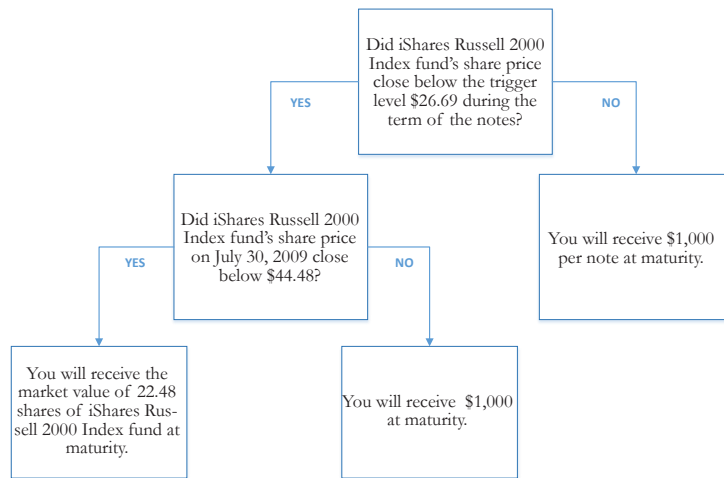 Did iShares Russell 2000
Index fund's share price
close below the trigger
level $26.69 during the
term of the notes?
YES
NO
Did iShares Russell 2000
Index fund's share price
on July 30, 2009 close
below $44.48?
You will receive $1,000
per note at maturity.
YES
NO
You will receive the
market value of 22.48
shares of iShares Rus-
sell 2000 Index fund at
maturity.
You will receive $1,000
at maturity.